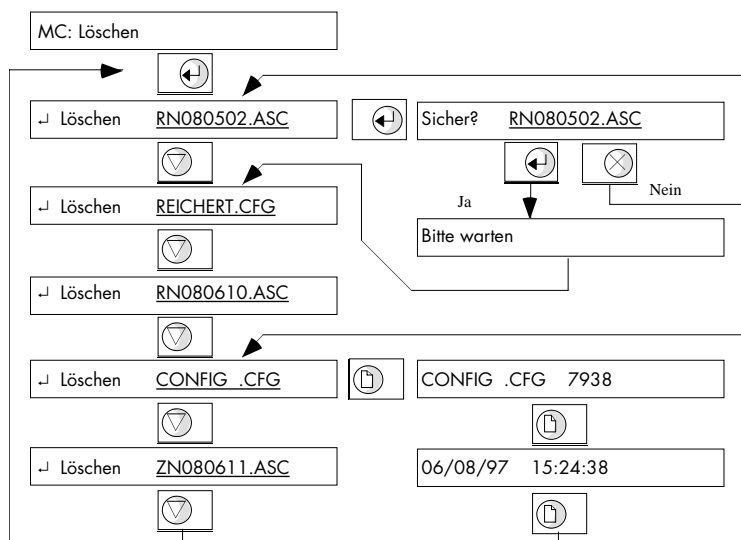 MC: Löschen
↵ Löschen RN080502.ASC
Sicher? RN080502.ASC
Ja
Nein
↵ Löschen REICHERT.CFG
Bitte warten
↵ Löschen RN080610.ASC
↵ Löschen CONFIG .CFG
CONFIG .CFG 7938
↵ Löschen ZN080611.ASC
06/08/97 15:24:38